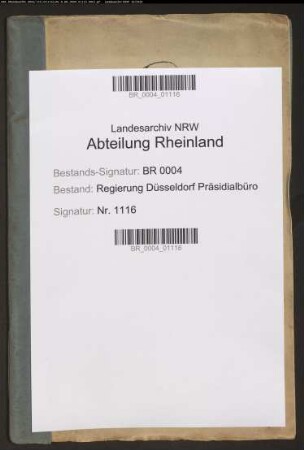 BR_0004_01116
Landesarchiv NRW
Abteilung Rheinland
Bestands-Signatur: BR 0004
Bestand: Regierung Düsseldorf Präsidialbüro
Signatur: Nr. 1116
BR_0004_01116